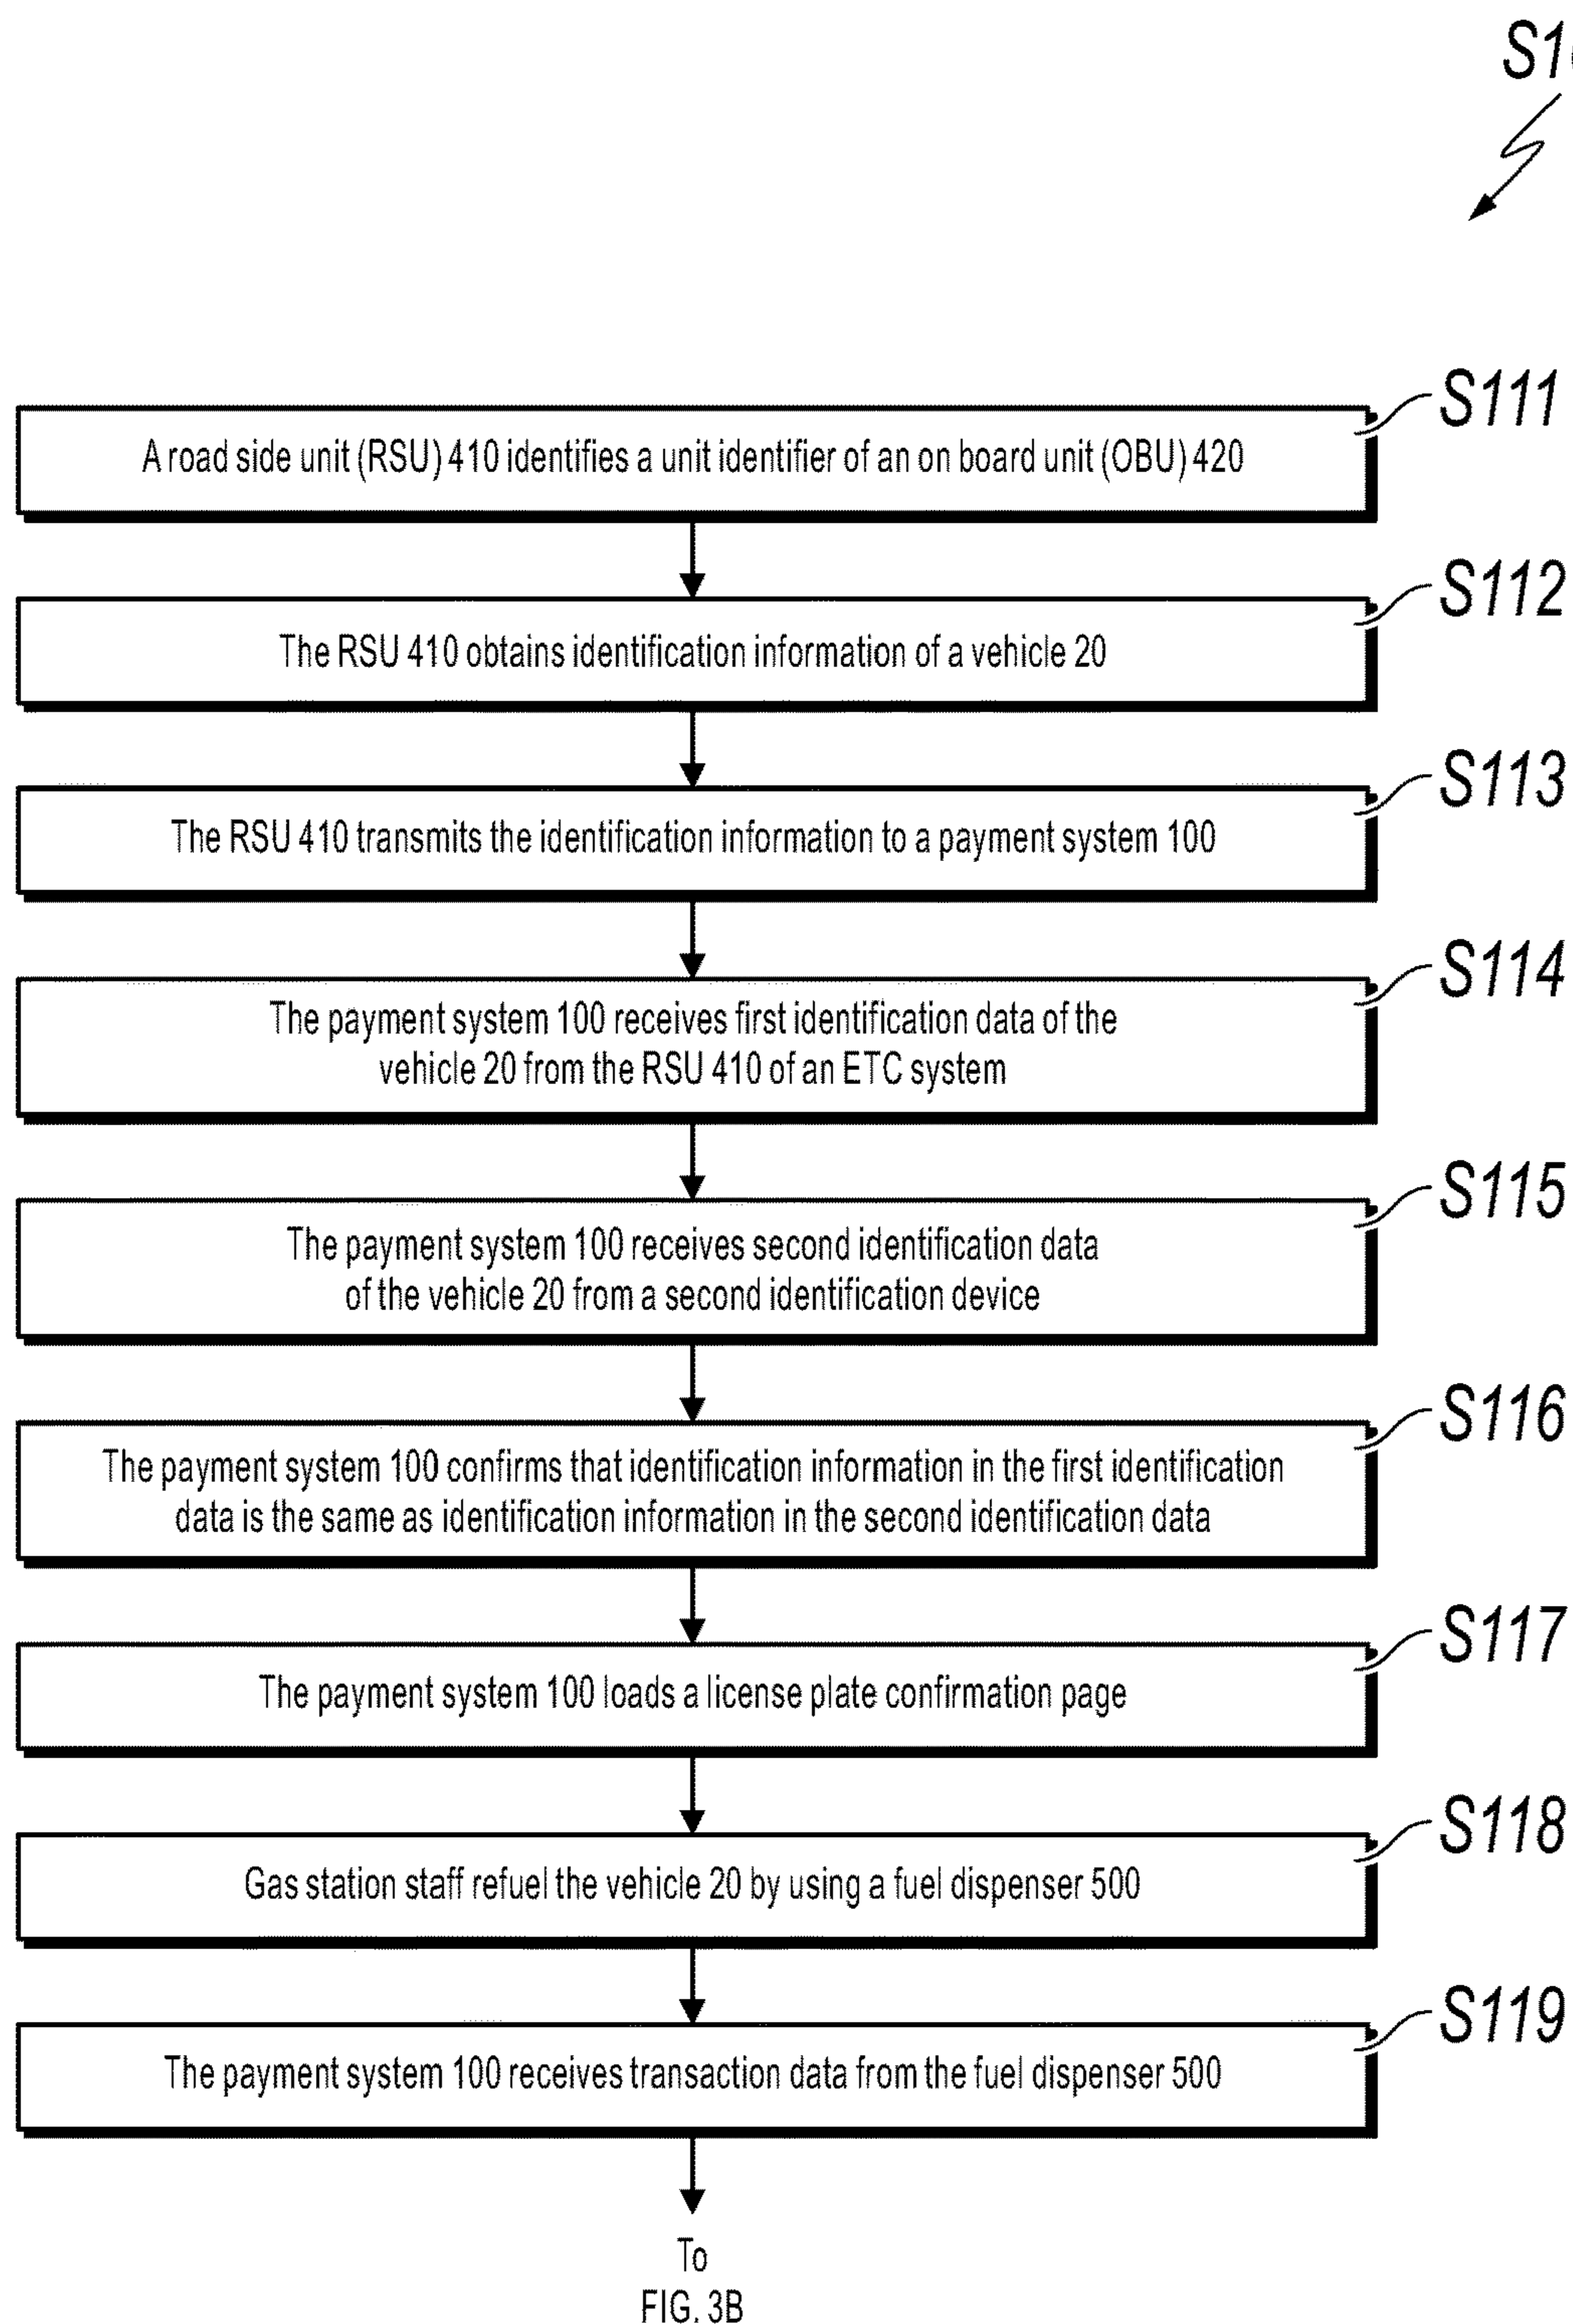 S111
A road side unit (RSU) 410 identifies a unit identifier of an on board unit (OBU) 420
S112
The RSU 410 obtains identification information of a vehicle 20
S113
The RSU 410 transmits the identification information to a payment system 100
S114
The payment system 100 receives first identification data of the
vehicle 20 from the RSU 410 of an ETC system
S115
The payment system 100 receives second identification data
of the vehicle 20 from a second identification device
S116
The payment system 100 confirms that identification information in the first identification
data is the same as identification information in the second identification data
S117
The payment system 100 loads a license plate confirmation page
S118
Gas station staff refuel the vehicle 20 by using a fuel dispenser 500
S119
The payment system 100 receives transaction data from the fuel dispenser 500
To
FIG. 3B